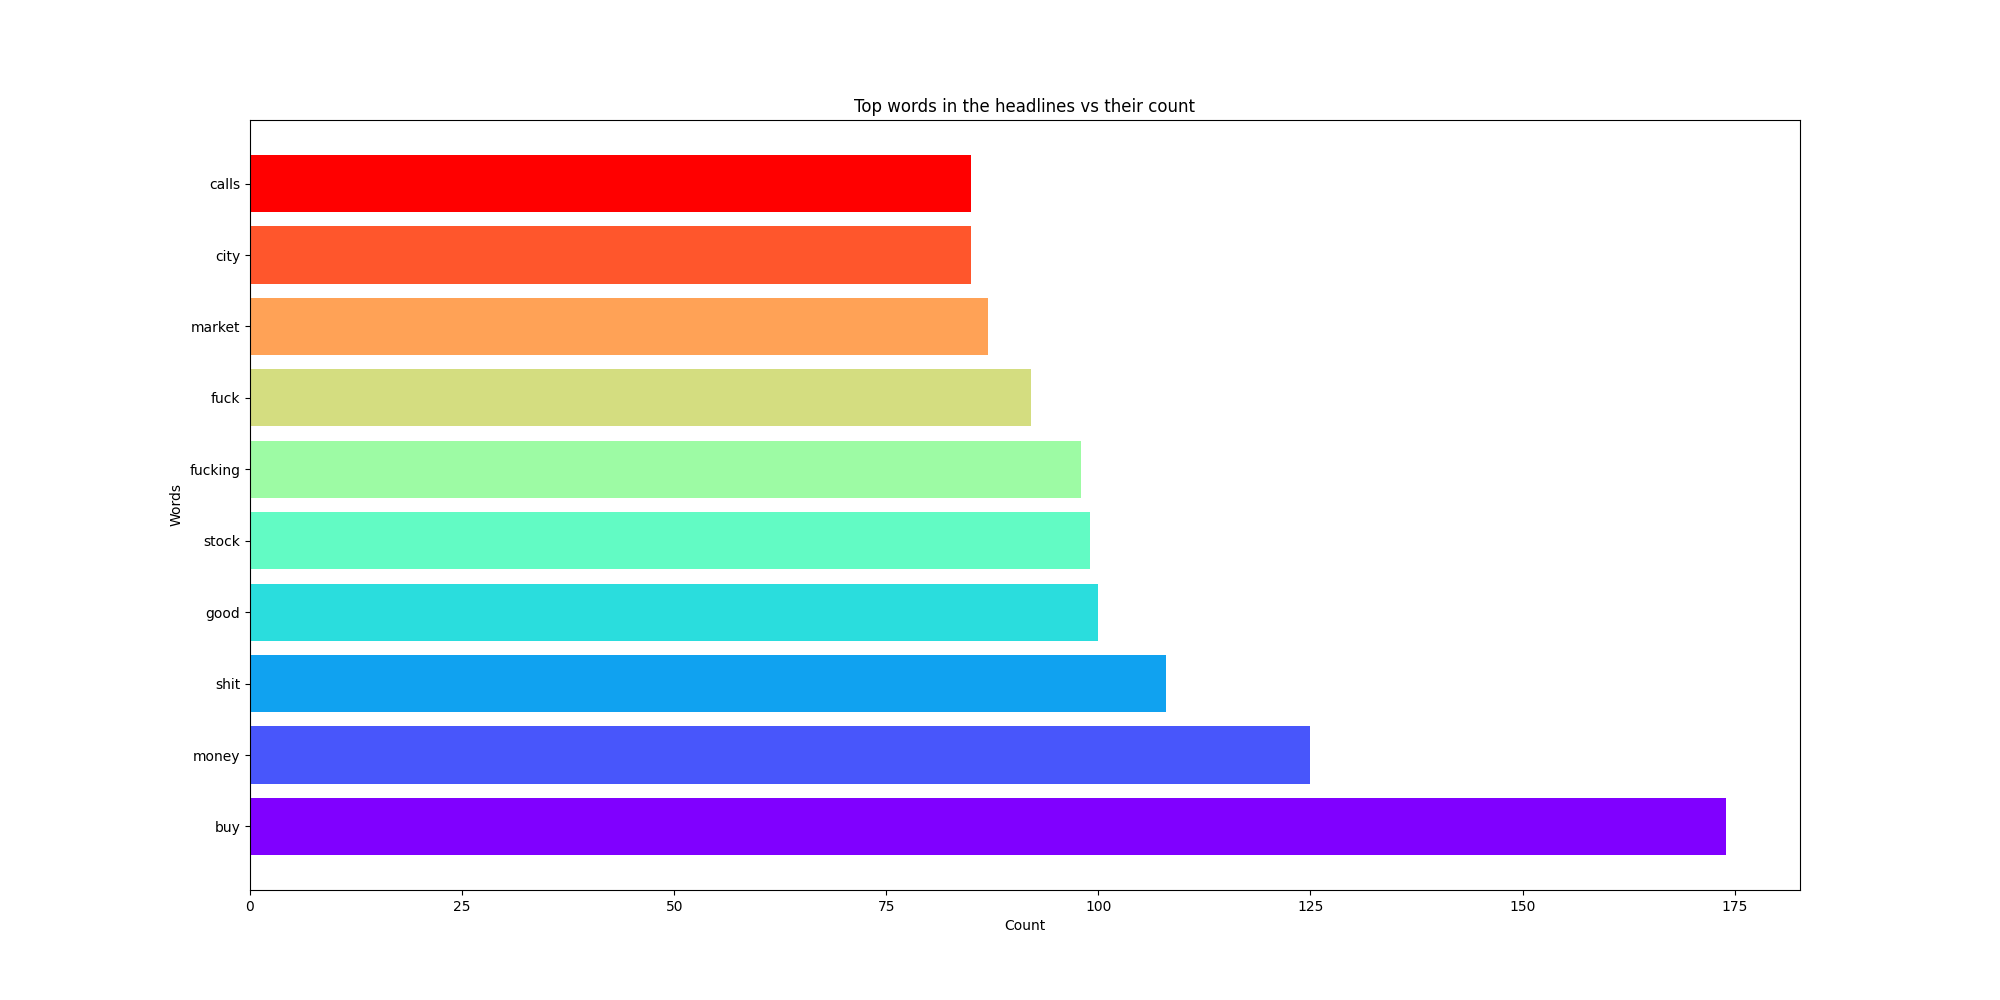 Top words in the headlines vs their count
calls
city
market
fuck
fucking
stock
good
shit
money
buy
Words
0 25 50 75 100 125 150 175
Count